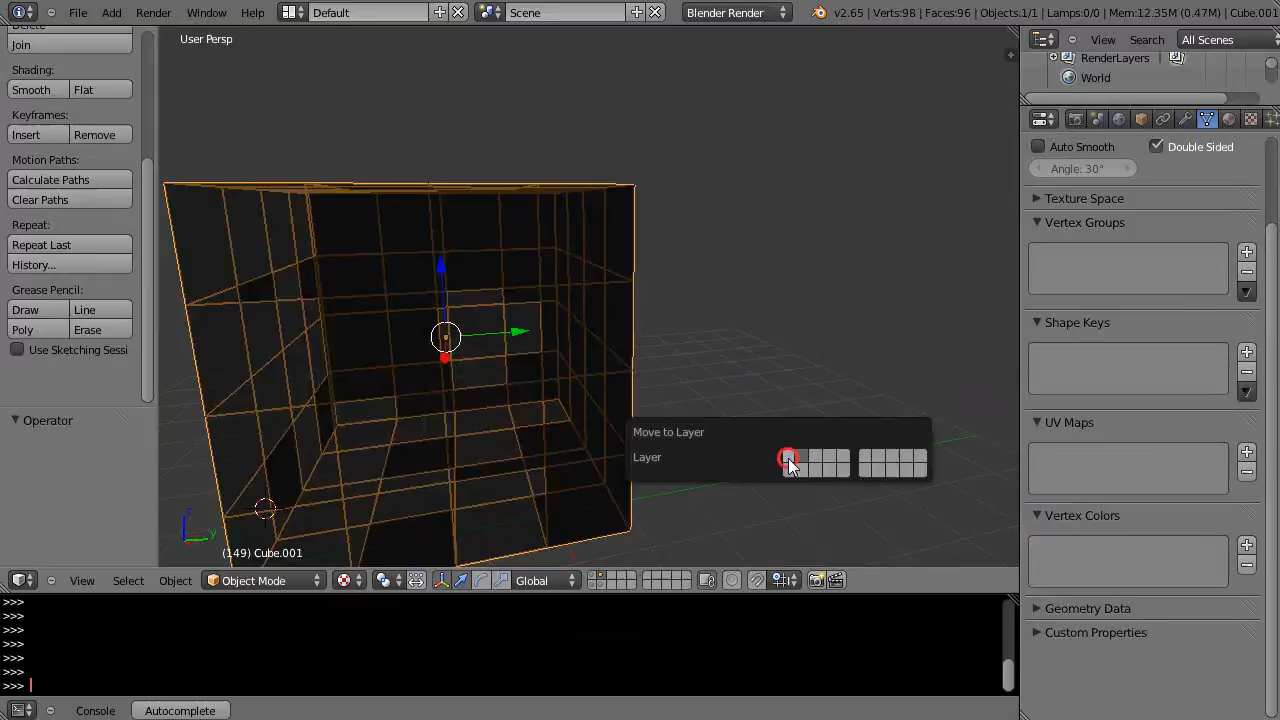 File Add Render Window Help Default Scene Blender Render v2.65 | Verts:98 | Faces:96 | Objects:1/1 | Lamps:0/0 | Mem:12.35M (0.47M) | Cube.001
Join
Shading:
Smooth Flat
Keyframes:
Insert Remove
Motion Paths:
Calculate Paths
Clear Paths
Repeat:
Repeat Last
History...
Grease Pencil:
Draw Line
Poly Erase
Use Sketching Sessi
Operator
User Persp
Move to Layer
Layer
z
y
(149) Cube.001
View Select Object Object Mode Global
>>>
>>>
>>>
>>>
>>>
>>>
>>>
Console Autocomplete
View Search All Scenes
RenderLayers
World
Auto Smooth Double Sided
Angle: 30°
Texture Space
Vertex Groups
Shape Keys
UV Maps
Vertex Colors
Geometry Data
Custom Properties